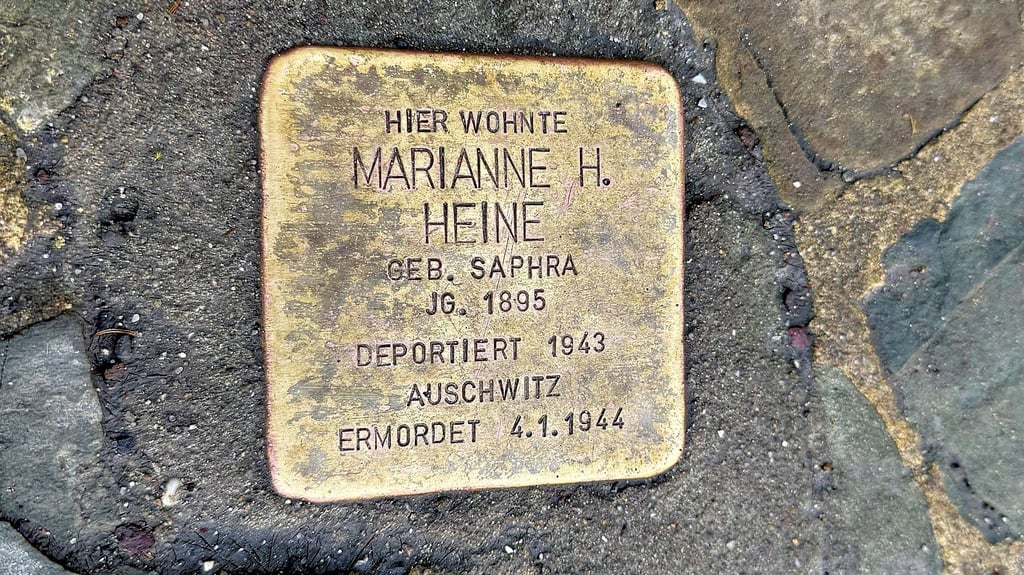 HIER WOHNTE
MARIANNE H.
HEINE
GEB. SAPHRA
JG. 1895
DEPORTIERT 1943
AUSCHWITZ
ERMORDET 4.1.1944